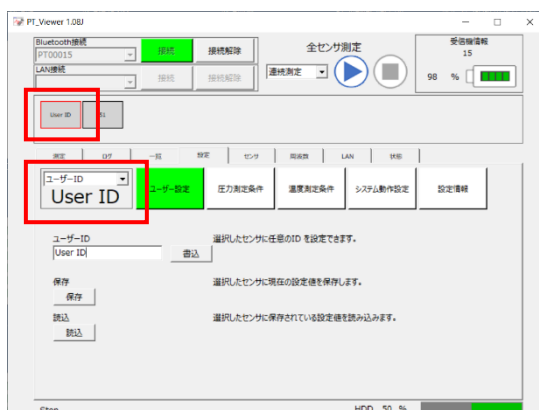 PT_Viewer 1.08J
Bluetooth接続
PT00015
接続
接続解除
LAN接続
接続
接続解除
全センサ測定
連続測定
受信機情報
15
98 %
User ID
測定 ログ 一覧 設定 センサ 周波数 LAN 状態
ユーザーID
User ID
ユーザー設定
圧力測定条件
温度測定条件
システム動作設定
設定情報
ユーザーID
選択したセンサに任意のID を設定できます。
User ID
書込
保存
選択したセンサに現在の設定値を保存します。
保存
読込
選択したセンサに保存されている設定値を読み込みます。
読込
Stop
HDD 50 %